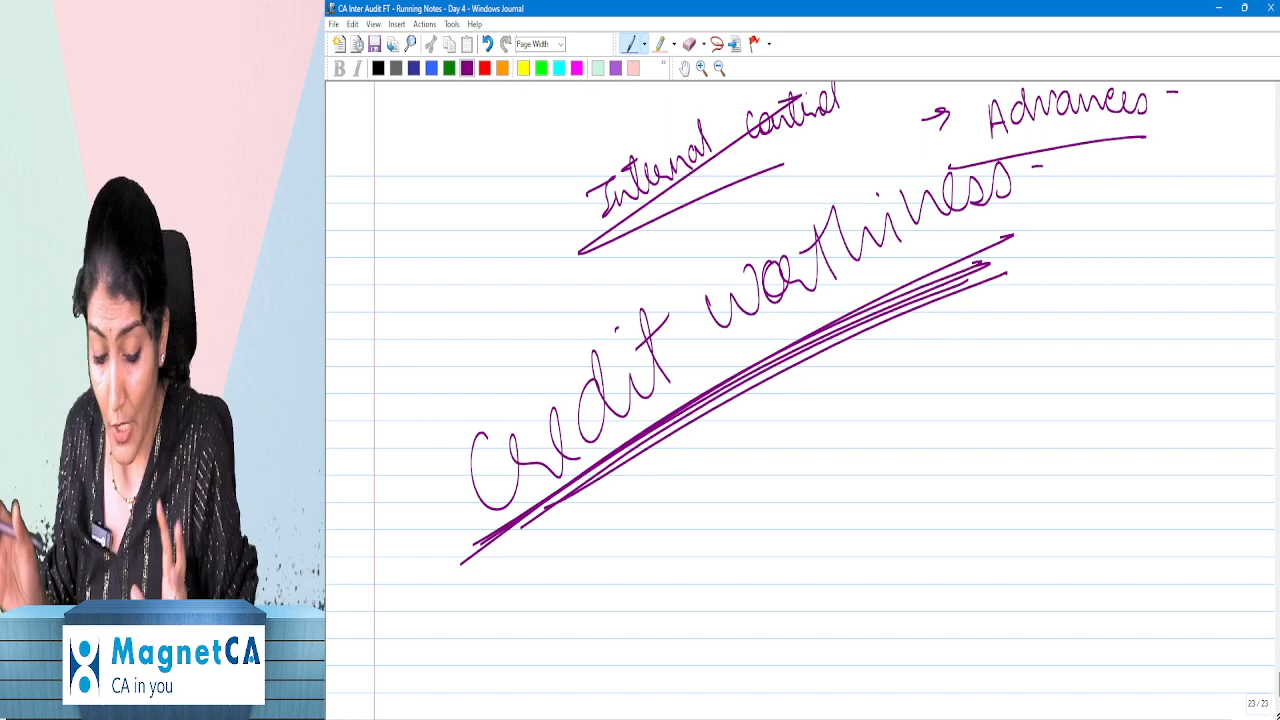 CA Inter Audit FT - Running Notes - Day 4 - Windows Journal
File Edit View Insert Actions Tools Help
Page Width
B I
Internal control
→ Advances -
Credit worthiness -
MagnetCA
CA in you
23 / 23